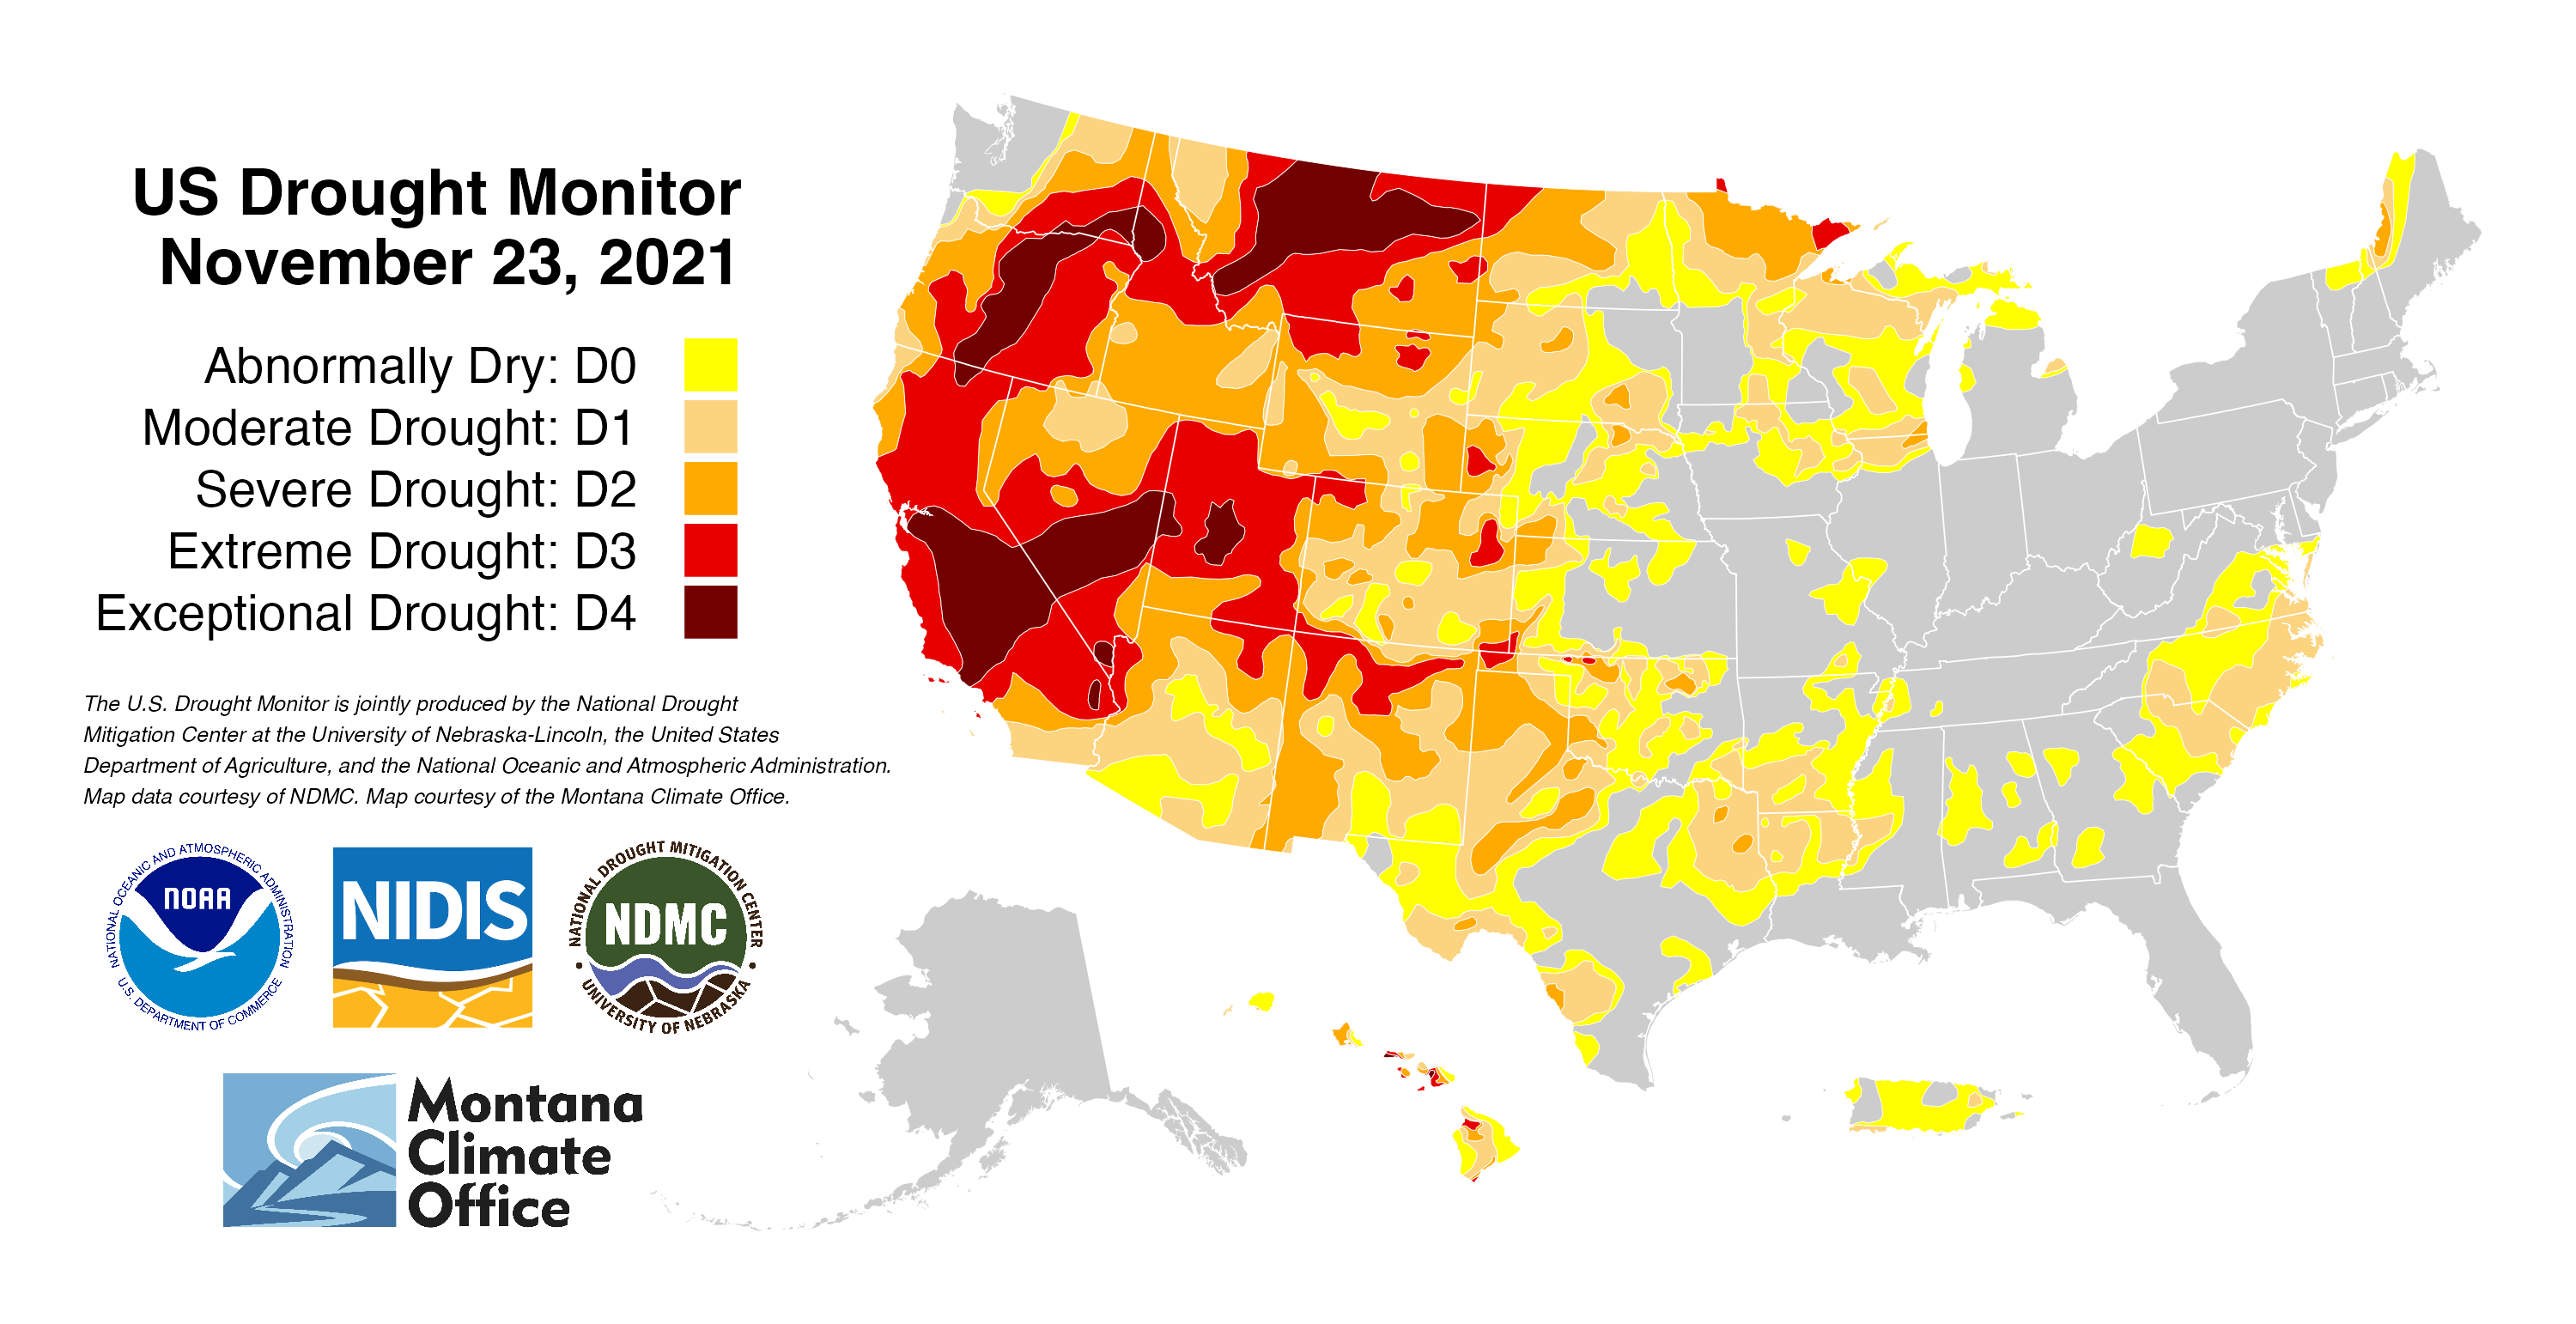 US Drought Monitor
November 23, 2021
Abnormally Dry: D0
Moderate Drought: D1
Severe Drought: D2
Extreme Drought: D3
Exceptional Drought: D4
The U.S. Drought Monitor is jointly produced by the National Drought
Mitigation Center at the University of Nebraska-Lincoln, the United States
Department of Agriculture, and the National Oceanic and Atmospheric Administration.
Map data courtesy of NDMC. Map courtesy of the Montana Climate Office.
NATIONAL OCEANIC AND ATMOSPHERIC ADMINISTRATION
NOAA
U.S. DEPARTMENT OF COMMERCE
NIDIS
NATIONAL DROUGHT MITIGATION CENTER
NDMC
• UNIVERSITY OF NEBRASKA •
Montana
Climate
Office